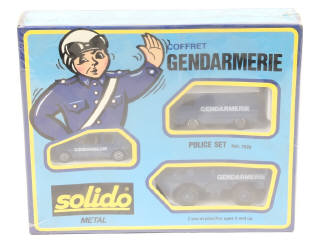 COFFRET
GENDARMERIE
GENDARMERIE
POLICE SET
GENDARMERIE
GENDARMERIE
solido
METAL